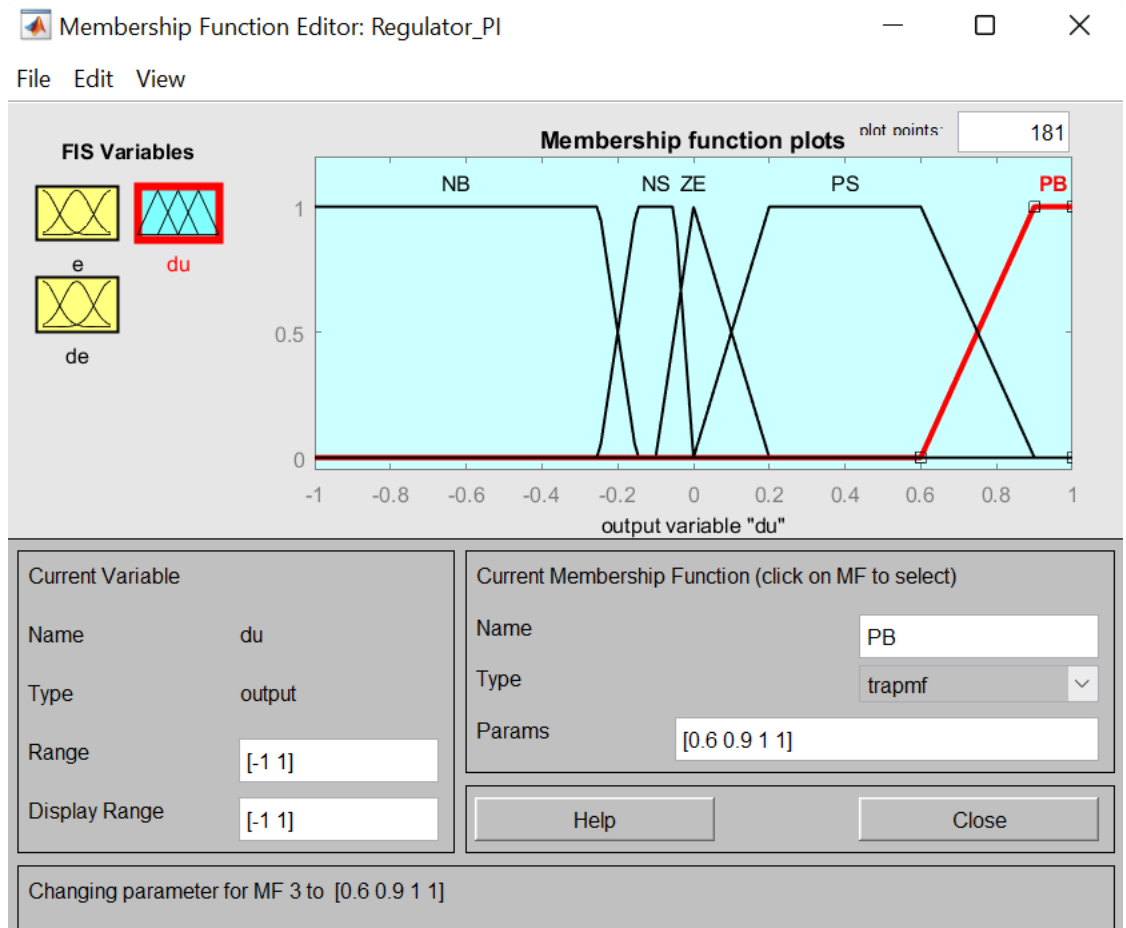 Membership Function Editor: Regulator_PI
File Edit View
FIS Variables
Membership function plots
plot points:
181
e
du
de
NB NS ZE PS PB
1
0.5
0
-1 -0.8 -0.6 -0.4 -0.2 0 0.2 0.4 0.6 0.8 1
output variable "du"
Current Variable
Name du
Type output
Range [-1 1]
Display Range [-1 1]
Current Membership Function (click on MF to select)
Name PB
Type trapmf
Params [0.6 0.9 1 1]
Help Close
Changing parameter for MF 3 to [0.6 0.9 1 1]